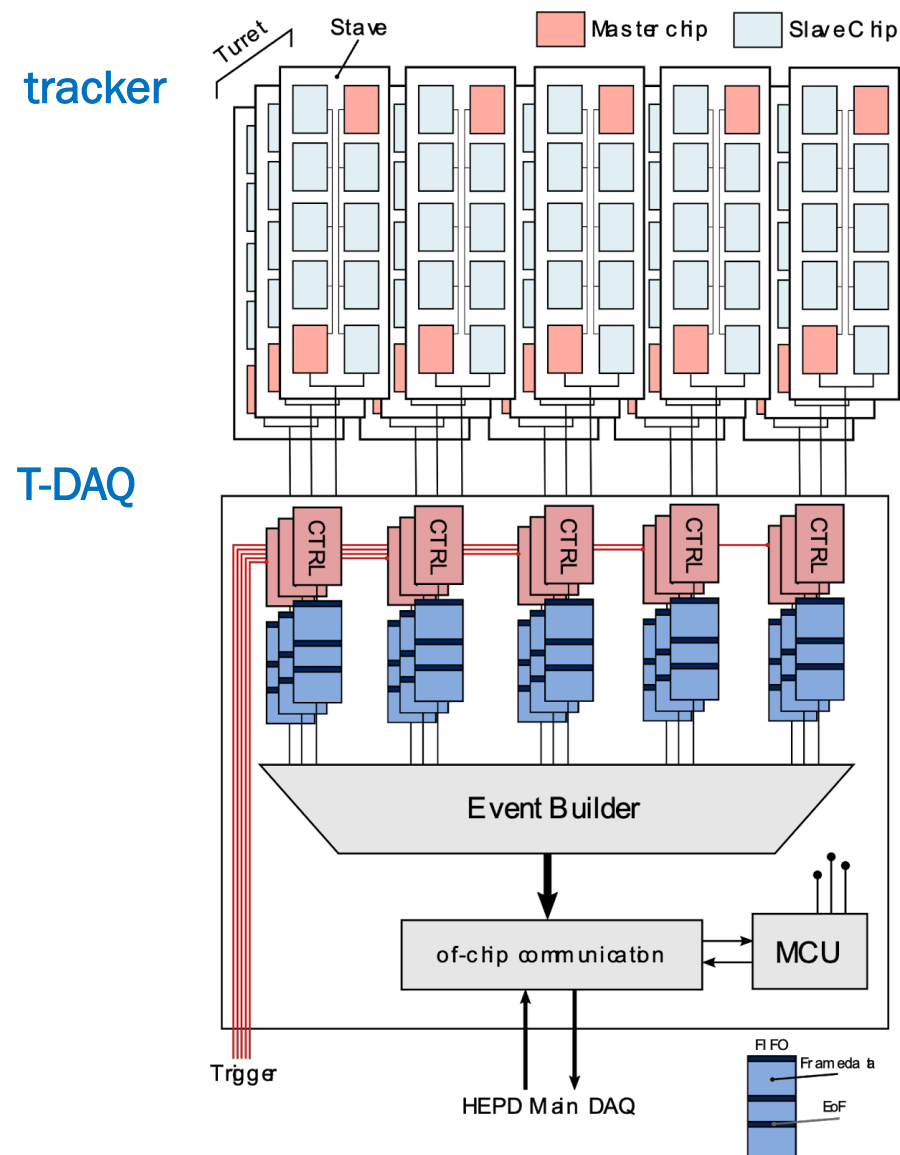 Turret
Stave
Master chip
Slave Chip
tracker
T-DAQ
CTRL
CTRL
CTRL
CTRL
CTRL
Event Builder
of-chip communication
MCU
Trigger
HEPD Main DAQ
FIFO
Frame data
EoF